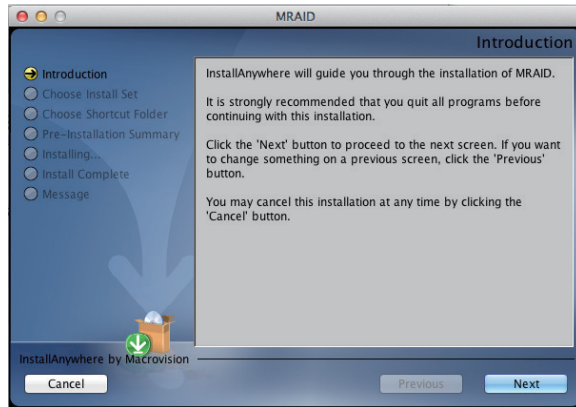 MRAID
Introduction
Introduction
Choose Install Set
Choose Shortcut Folder
Pre-Installation Summary
Installing...
Install Complete
Message
InstallAnywhere will guide you through the installation of MRAID.
It is strongly recommended that you quit all programs before
continuing with this installation.
Click the 'Next' button to proceed to the next screen. If you want
to change something on a previous screen, click the 'Previous'
button.
You may cancel this installation at any time by clicking the
'Cancel' button.
InstallAnywhere by Macrovision
Cancel
Previous
Next